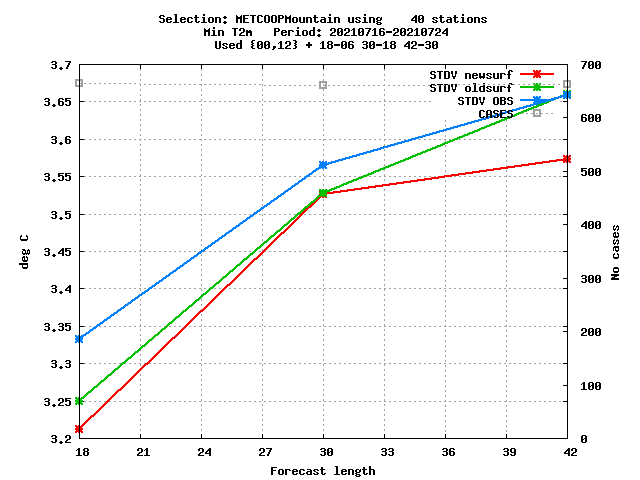 Selection: METCOOPMountain using    40 stations
Min T2m   Period: 20210716-20210724
Used {00,12} + 18-06 30-18 42-30
STDV newsurf
STDV oldsurf
STDV OBS
CASES
3.7
3.65
3.6
3.55
3.5
3.45
3.4
3.35
3.3
3.25
3.2
deg C
700
600
500
400
300
200
100
0
No cases
18 21 24 27 30 33 36 39 42
Forecast length